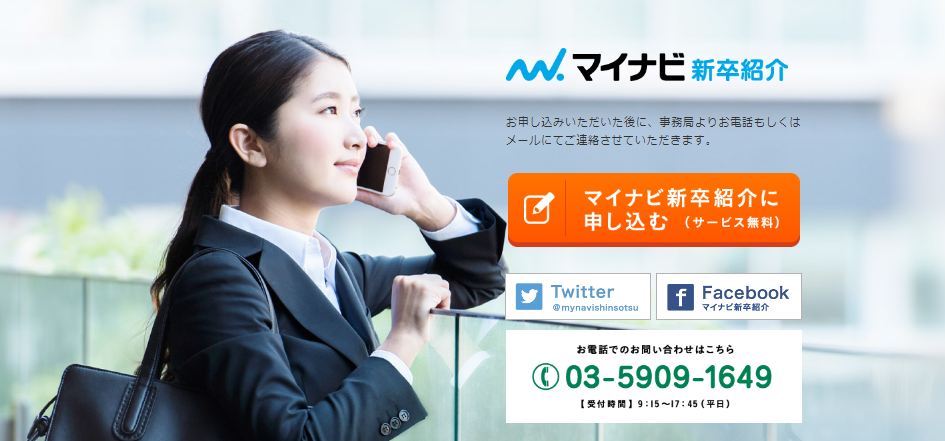 マイナビ 新卒紹介
お申し込みいただいた後に、事務局よりお電話もしくは
メールにてご連絡させていただきます。
マイナビ新卒紹介に
申し込む （サービス無料）
Twitter
@mynavishinsotsu
Facebook
マイナビ新卒紹介
お電話でのお問い合わせはこちら
03-5909-1649
【受付時間】9:15～17:45(平日)